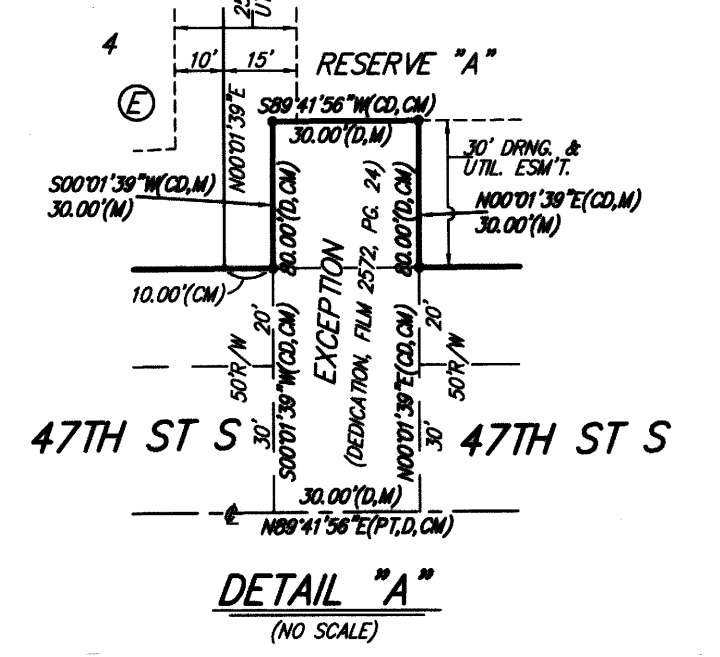 25'
4
10'
15'
RESERVE "A"
E
N00°01'39"E
S89°41'56"W(CD,CM)
30.00'(D,M)
30' DRNG. &
UTIL. ESM'T.
S00°01'39"W(CD,M)
30.00'(M)
80.00'(D,CM)
EXCEPTION
(DEDICATION, FILM 2572, PG. 24)
80.00'(D,CM)
N00°01'39"E(CD,M)
30.00'(M)
10.00'(CM)
20'
50'R/W
S00°01'39"W(CD,CM)
N00°01'39"E(CD,CM)
20'
50'R/W
47TH ST S
30'
30'
47TH ST S
30.00'(D,M)
℄
N89°41'56"E(PT,D,CM)
DETAIL "A"
(NO SCALE)